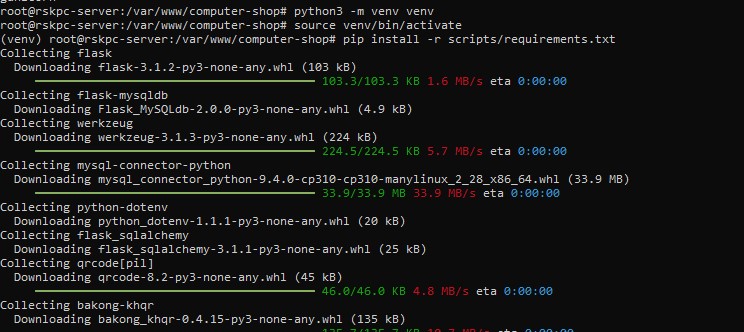 root@rskpc-server:/var/www/computer-shop# python3 -m venv venv
root@rskpc-server:/var/www/computer-shop# source venv/bin/activate
(venv) root@rskpc-server:/var/www/computer-shop# pip install -r scripts/requirements.txt
Collecting flask
Downloading flask-3.1.2-py3-none-any.whl (103 kB)
103.3/103.3 KB 1.6 MB/s eta 0:00:00
Collecting flask-mysqldb
Downloading Flask_MySQLdb-2.0.0-py3-none-any.whl (4.9 kB)
Collecting werkzeug
Downloading werkzeug-3.1.3-py3-none-any.whl (224 kB)
224.5/224.5 KB 5.7 MB/s eta 0:00:00
Collecting mysql-connector-python
Downloading mysql_connector_python-9.4.0-cp310-cp310-manylinux_2_28_x86_64.whl (33.9 MB)
33.9/33.9 MB 33.9 MB/s eta 0:00:00
Collecting python-dotenv
Downloading python_dotenv-1.1.1-py3-none-any.whl (20 kB)
Collecting flask_sqlalchemy
Downloading flask_sqlalchemy-3.1.1-py3-none-any.whl (25 kB)
Collecting qrcode[pil]
Downloading qrcode-8.2-py3-none-any.whl (45 kB)
46.0/46.0 KB 4.8 MB/s eta 0:00:00
Collecting bakong-khqr
Downloading bakong_khqr-0.4.15-py3-none-any.whl (135 kB)